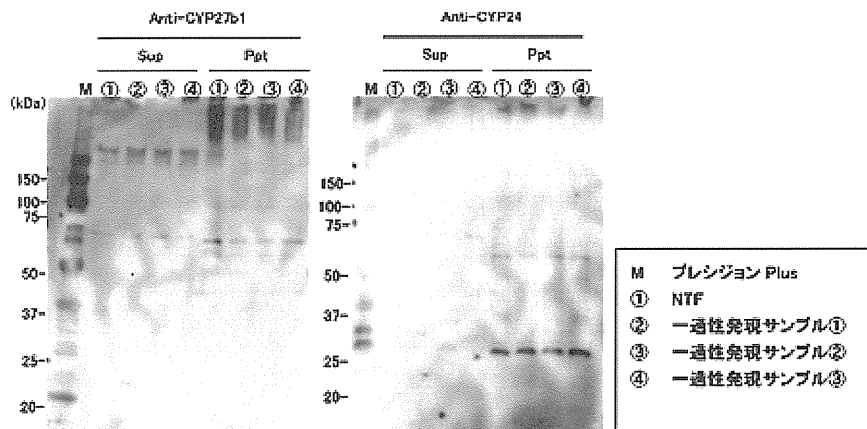 Anti-CYP27b1
Sup Ppt
M ① ② ③ ④ ① ② ③ ④
(kDa)
150-
100-
75-
50-
37-
25-
20-
Anti-CYP24
Sup Ppt
M ① ② ③ ④ ① ② ③ ④
150-
100-
75-
50-
37-
25-
20-
M プレシジョン Plus
① NTF
② 一過性発現サンプル①
③ 一過性発現サンプル②
④ 一過性発現サンプル③